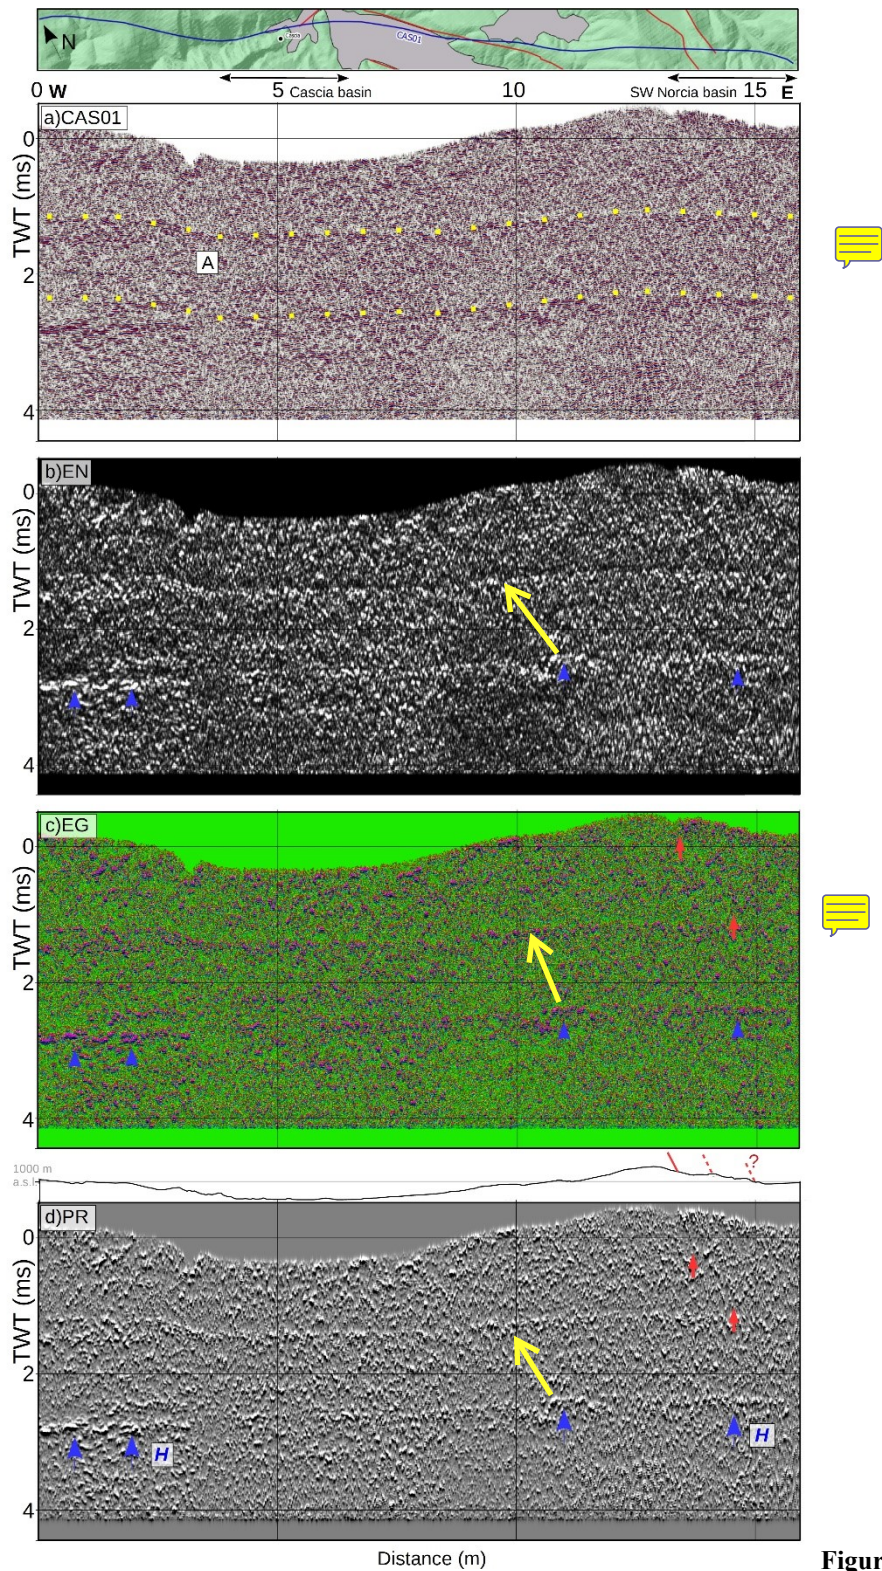 N
Cascia
CAS01
0 W 5 10 15 E
Cascia basin SW Norcia basin
a)CAS01
0
TWT (ms)
A
2
4
b)EN
0
TWT (ms)
2
4
c)EG
0
TWT (ms)
2
4
1000 m
a.s.l.
?
d)PR
0
TWT (ms)
2
H
H
4
Distance (m)
Figur